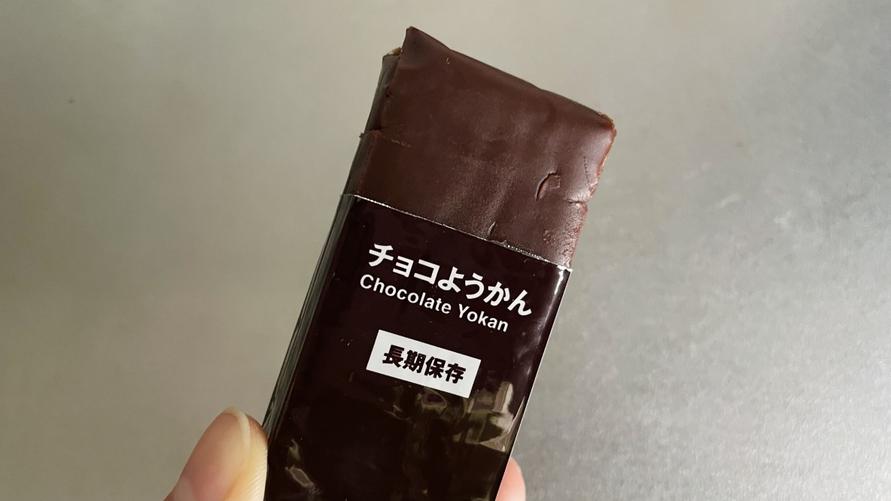 チョコようかん
Chocolate Yokan
長期保存